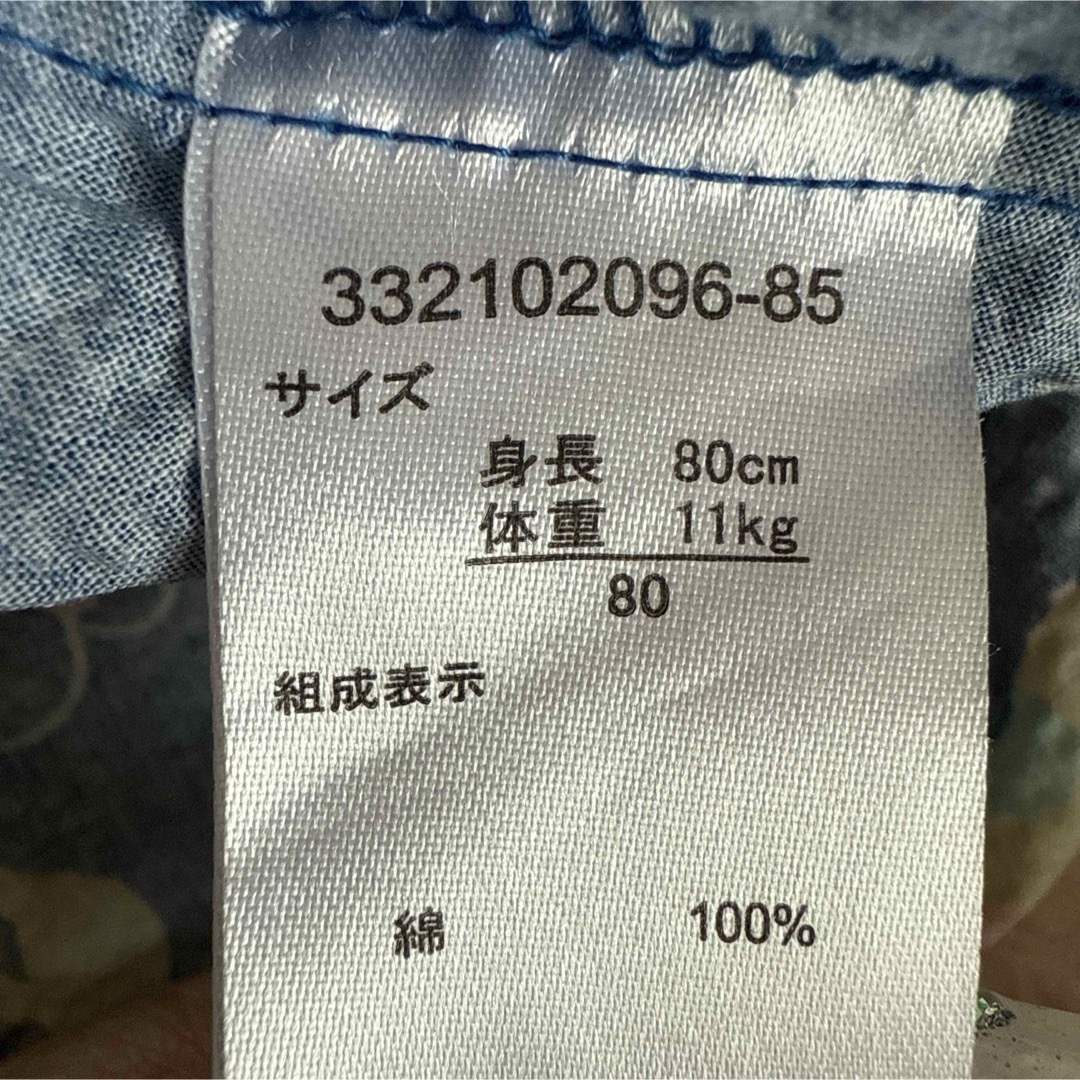 332102096-85
サイズ
身長 80cm
体重 11kg
80
組成表示
綿 100%